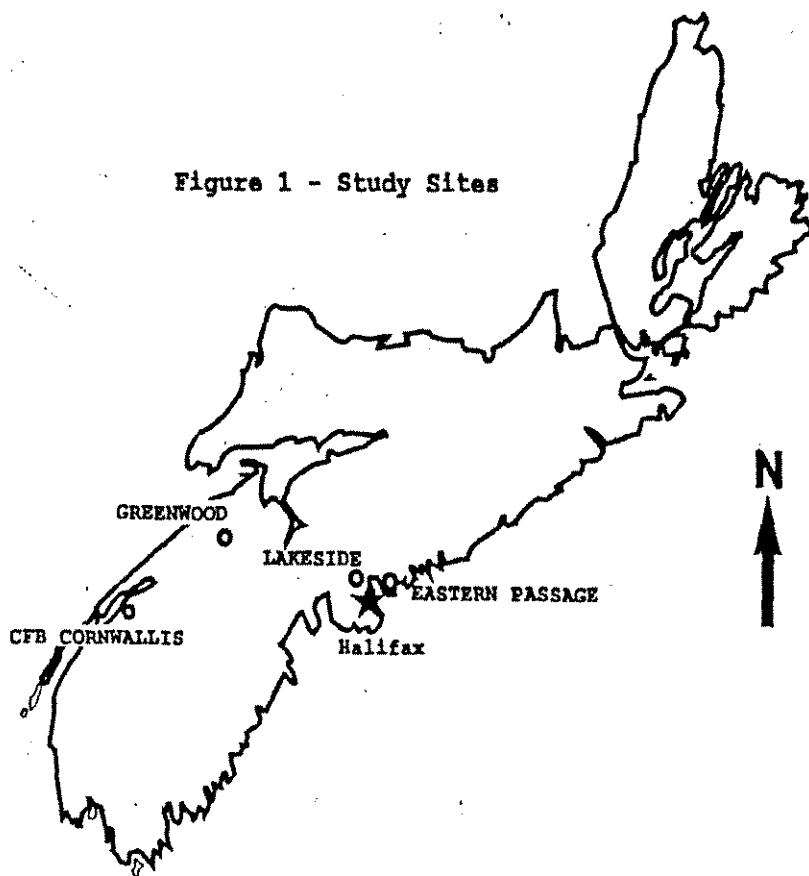 Figure 1 - Study Sites
N
GREENWOOD
LAKESIDE
EASTERN PASSAGE
CFB CORNWALLIS
Halifax